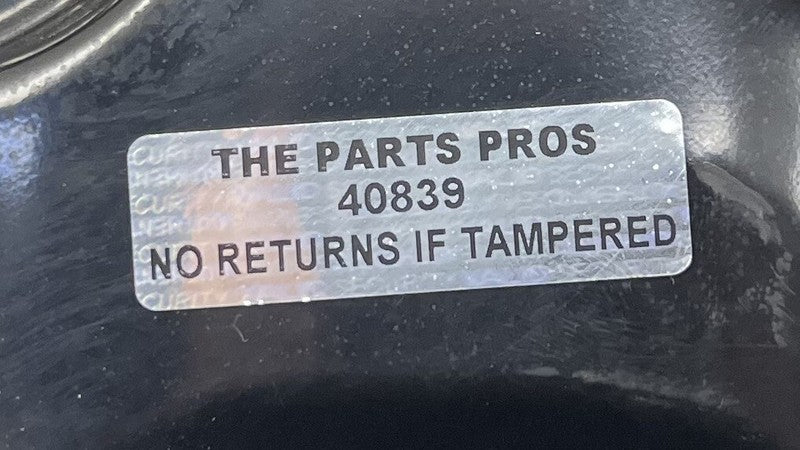 THE PARTS PROS
40839
NO RETURNS IF TAMPERED